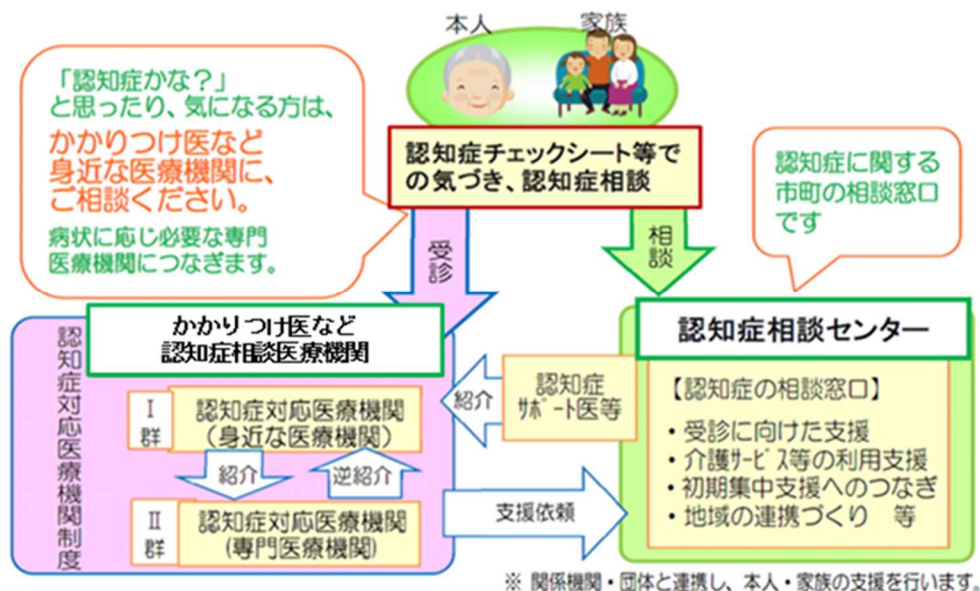 本人
家族
「認知症かな？」
と思ったり、気になる方は、
かかりつけ医など
身近な医療機関に、
ご相談ください。
病状に応じ必要な専門
医療機関につなぎます。
認知症チェックシート等で
の気づき、認知症相談
認知症に関する
市町の相談窓口
です
受診
相談
認知症対応医療機関制度
かかりつけ医など
認知症相談医療機関
Ⅰ
群
認知症対応医療機関
（身近な医療機関）
紹介
逆紹介
Ⅱ
群
認知症対応医療機関
(専門医療機関)
紹介
認知症
ｻﾎﾟｰﾄ医等
支援依頼
認知症相談センター
【認知症の相談窓口】
・受診に向けた支援
・介護ｻｰﾋﾞｽ等の利用支援
・初期集中支援へのつなぎ
・地域の連携づくり　等
※ 関係機関・団体と連携し、本人・家族の支援を行います。